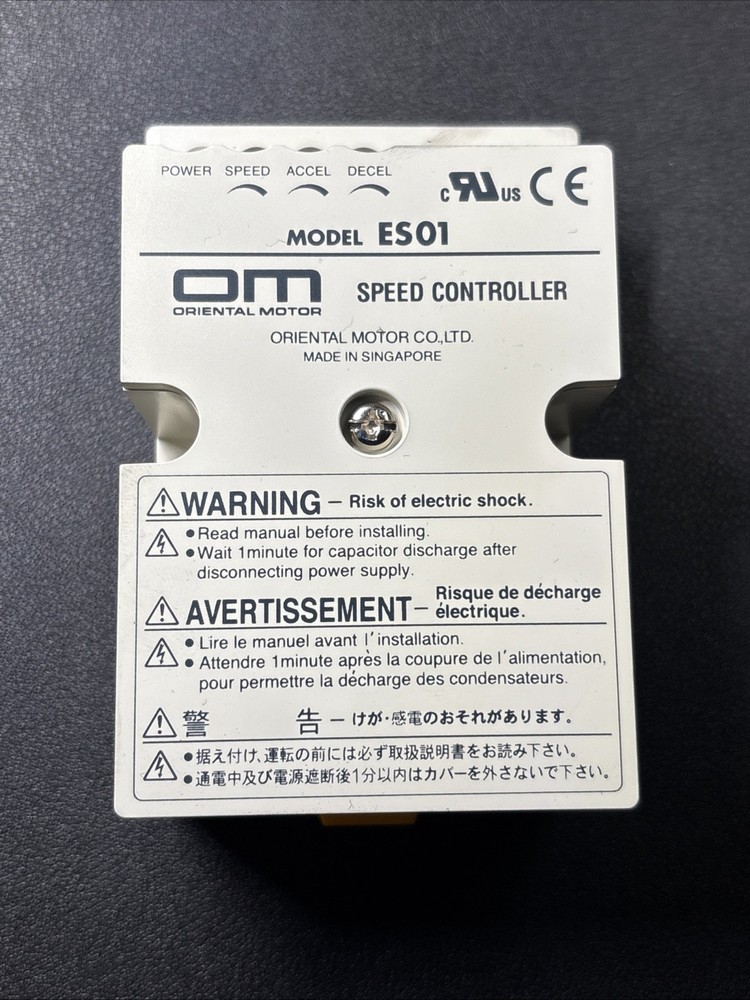 POWER SPEED ACCEL DECEL
c RU US CE
MODEL ES01
OM SPEED CONTROLLER
ORIENTAL MOTOR
ORIENTAL MOTOR CO.,LTD.
MADE IN SINGAPORE
WARNING – Risk of electric shock.
● Read manual before installing.
● Wait 1minute for capacitor discharge after
disconnecting power supply.
AVERTISSEMENT – Risque de décharge
électrique.
● Lire le manuel avant l'installation.
● Attendre 1minute après la coupure de l'alimentation,
pour permettre la décharge des condensateurs.
警 告 – けが・感電のおそれがあります。
● 据え付け、運転の前には必ず取扱説明書をお読み下さい。
● 通電中及び電源遮断後1分以内はカバーを外さないで下さい。